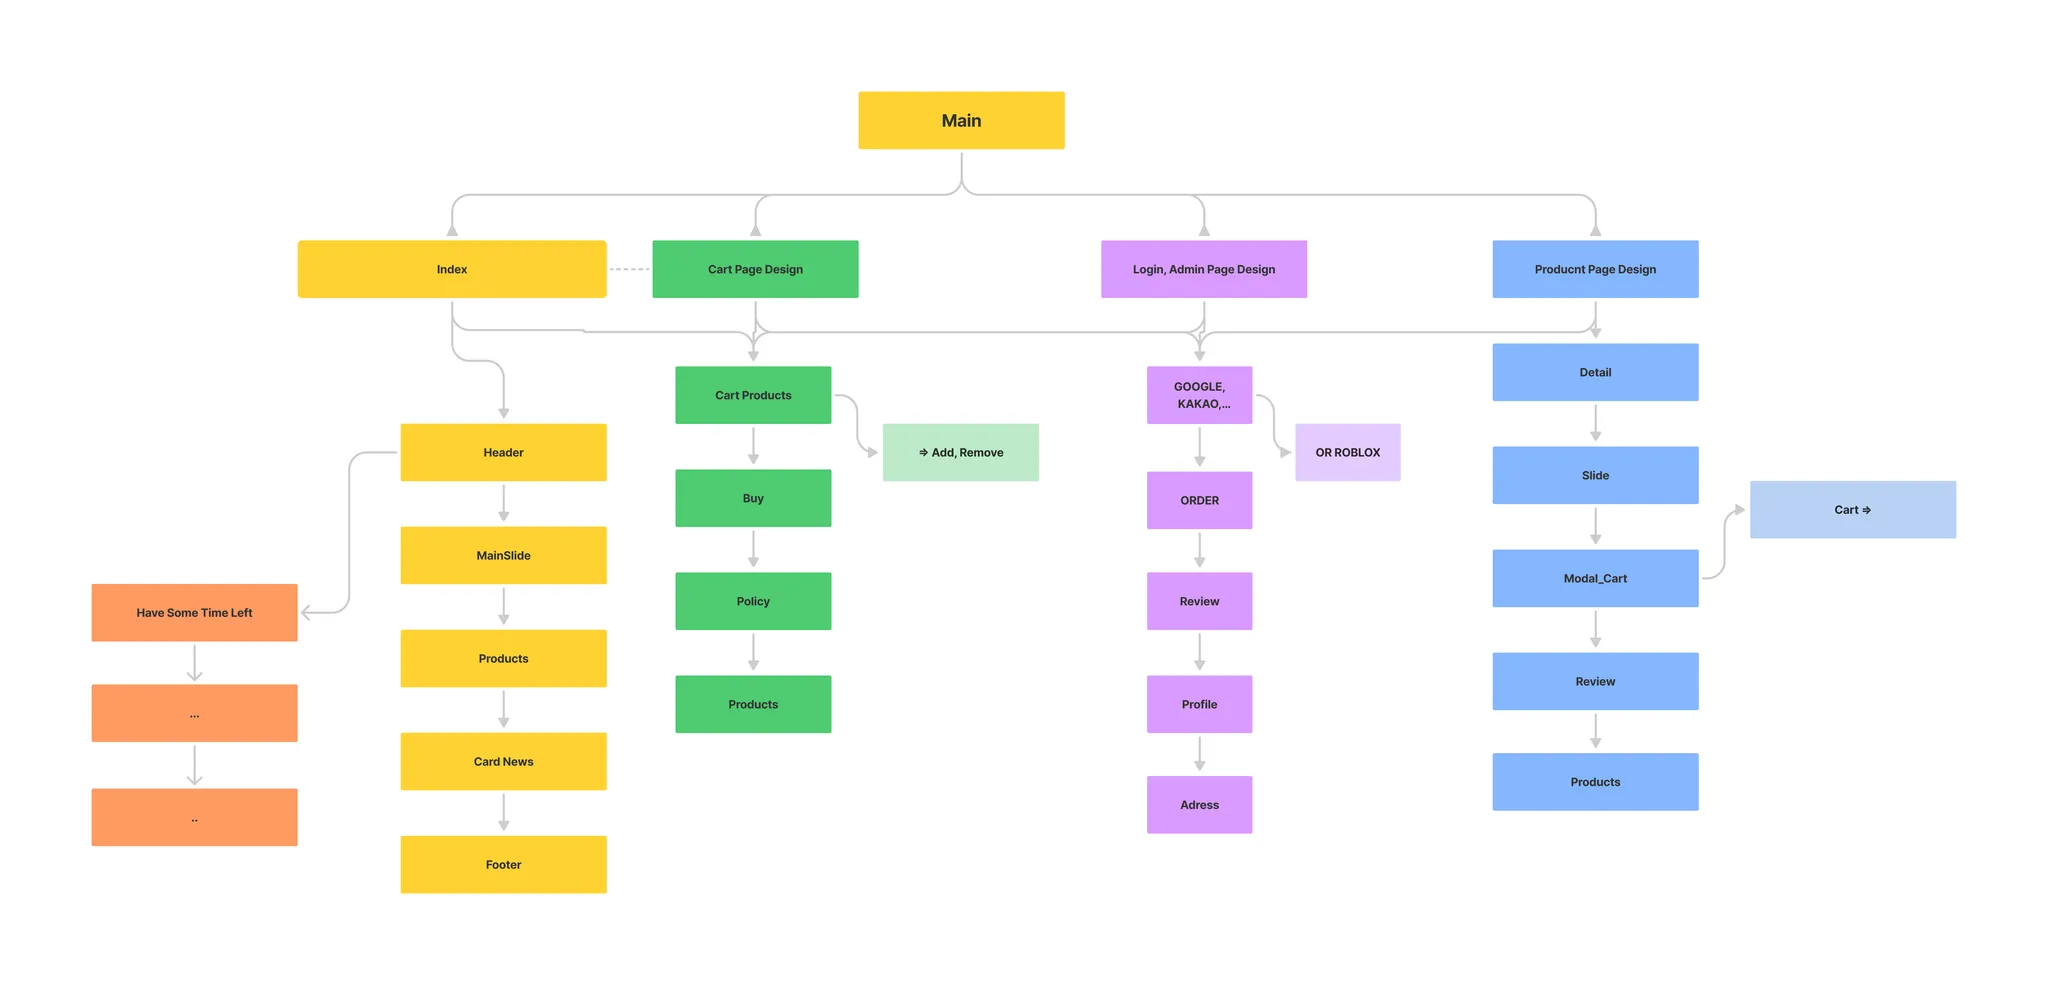 Main
Index
Cart Page Design
Login, Admin Page Design
Producnt Page Design
Header
MainSlide
Products
Card News
Footer
Have Some Time Left
...
..
Cart Products
⇒ Add, Remove
Buy
Policy
Products
GOOGLE,
KAKAO,...
OR ROBLOX
ORDER
Review
Profile
Adress
Detail
Slide
Modal_Cart
Cart ⇒
Review
Products